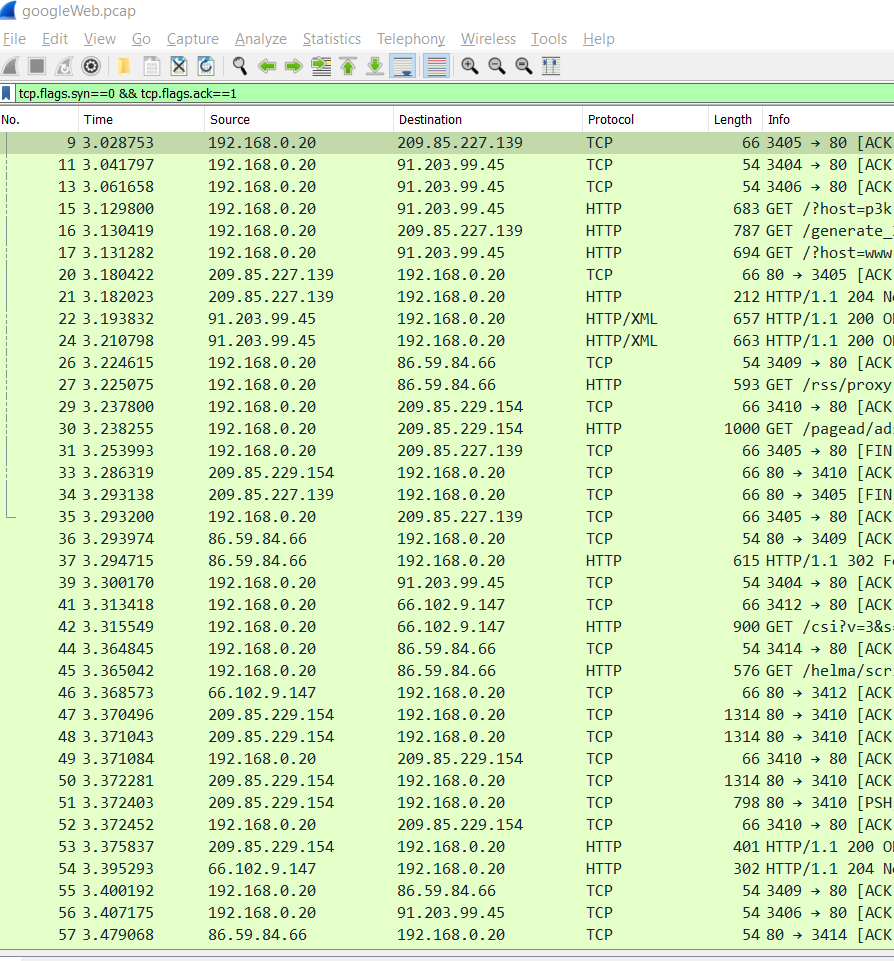 googleWeb.pcap
File Edit View Go Capture Analyze Statistics Telephony Wireless Tools Help
tcp.flags.syn==0 && tcp.flags.ack==1
No. Time Source Destination Protocol Length Info
9 3.028753 192.168.0.20 209.85.227.139 TCP 66 3405 → 80 [ACK
11 3.041797 192.168.0.20 91.203.99.45 TCP 54 3404 → 80 [ACK
13 3.061658 192.168.0.20 91.203.99.45 TCP 54 3406 → 80 [ACK
15 3.129800 192.168.0.20 91.203.99.45 HTTP 683 GET /?host=p3k
16 3.130419 192.168.0.20 209.85.227.139 HTTP 787 GET /generate_
17 3.131282 192.168.0.20 91.203.99.45 HTTP 694 GET /?host=www
20 3.180422 209.85.227.139 192.168.0.20 TCP 66 80 → 3405 [ACK
21 3.182023 209.85.227.139 192.168.0.20 HTTP 212 HTTP/1.1 204 N
22 3.193832 91.203.99.45 192.168.0.20 HTTP/XML 657 HTTP/1.1 200 O
24 3.210798 91.203.99.45 192.168.0.20 HTTP/XML 663 HTTP/1.1 200 O
26 3.224615 192.168.0.20 86.59.84.66 TCP 54 3409 → 80 [ACK
27 3.225075 192.168.0.20 86.59.84.66 HTTP 593 GET /rss/proxy
29 3.237800 192.168.0.20 209.85.229.154 TCP 66 3410 → 80 [ACK
30 3.238255 192.168.0.20 209.85.229.154 HTTP 1000 GET /pagead/ad
31 3.253993 192.168.0.20 209.85.227.139 TCP 66 3405 → 80 [FIN
33 3.286319 209.85.229.154 192.168.0.20 TCP 66 80 → 3410 [ACK
34 3.293138 209.85.227.139 192.168.0.20 TCP 66 80 → 3405 [FIN
35 3.293200 192.168.0.20 209.85.227.139 TCP 66 3405 → 80 [ACK
36 3.293974 86.59.84.66 192.168.0.20 TCP 54 80 → 3409 [ACK
37 3.294715 86.59.84.66 192.168.0.20 HTTP 615 HTTP/1.1 302 F
39 3.300170 192.168.0.20 91.203.99.45 TCP 54 3404 → 80 [ACK
41 3.313418 192.168.0.20 66.102.9.147 TCP 66 3412 → 80 [ACK
42 3.315549 192.168.0.20 66.102.9.147 HTTP 900 GET /csi?v=3&s=
44 3.364845 192.168.0.20 86.59.84.66 TCP 54 3414 → 80 [ACK
45 3.365042 192.168.0.20 86.59.84.66 HTTP 576 GET /helma/scr
46 3.368573 66.102.9.147 192.168.0.20 TCP 66 80 → 3412 [ACK
47 3.370496 209.85.229.154 192.168.0.20 TCP 1314 80 → 3410 [ACK
48 3.371043 209.85.229.154 192.168.0.20 TCP 1314 80 → 3410 [ACK
49 3.371084 192.168.0.20 209.85.229.154 TCP 66 3410 → 80 [ACK
50 3.372281 209.85.229.154 192.168.0.20 TCP 1314 80 → 3410 [ACK
51 3.372403 209.85.229.154 192.168.0.20 TCP 798 80 → 3410 [PSH
52 3.372452 192.168.0.20 209.85.229.154 TCP 66 3410 → 80 [ACK
53 3.375837 209.85.229.154 192.168.0.20 HTTP 401 HTTP/1.1 200 O
54 3.395293 66.102.9.147 192.168.0.20 HTTP 302 HTTP/1.1 204 N
55 3.400192 192.168.0.20 86.59.84.66 TCP 54 3409 → 80 [ACK
56 3.407175 192.168.0.20 91.203.99.45 TCP 54 3406 → 80 [ACK
57 3.479068 86.59.84.66 192.168.0.20 TCP 54 80 → 3414 [ACK